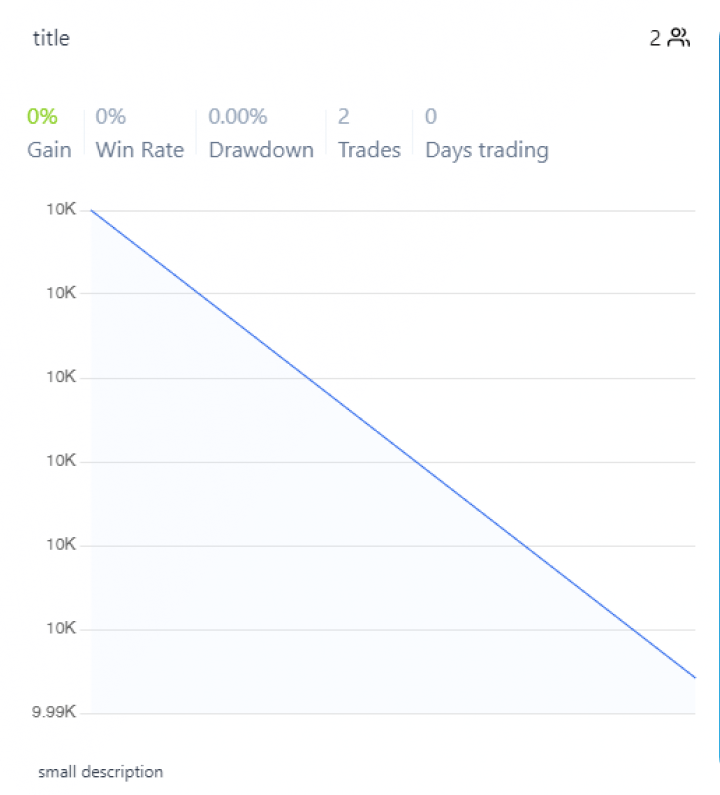 title
2
0% 0% 0.00% 2 0
Gain Win Rate Drawdown Trades Days trading
10K
10K
10K
10K
10K
10K
9.99K
small description